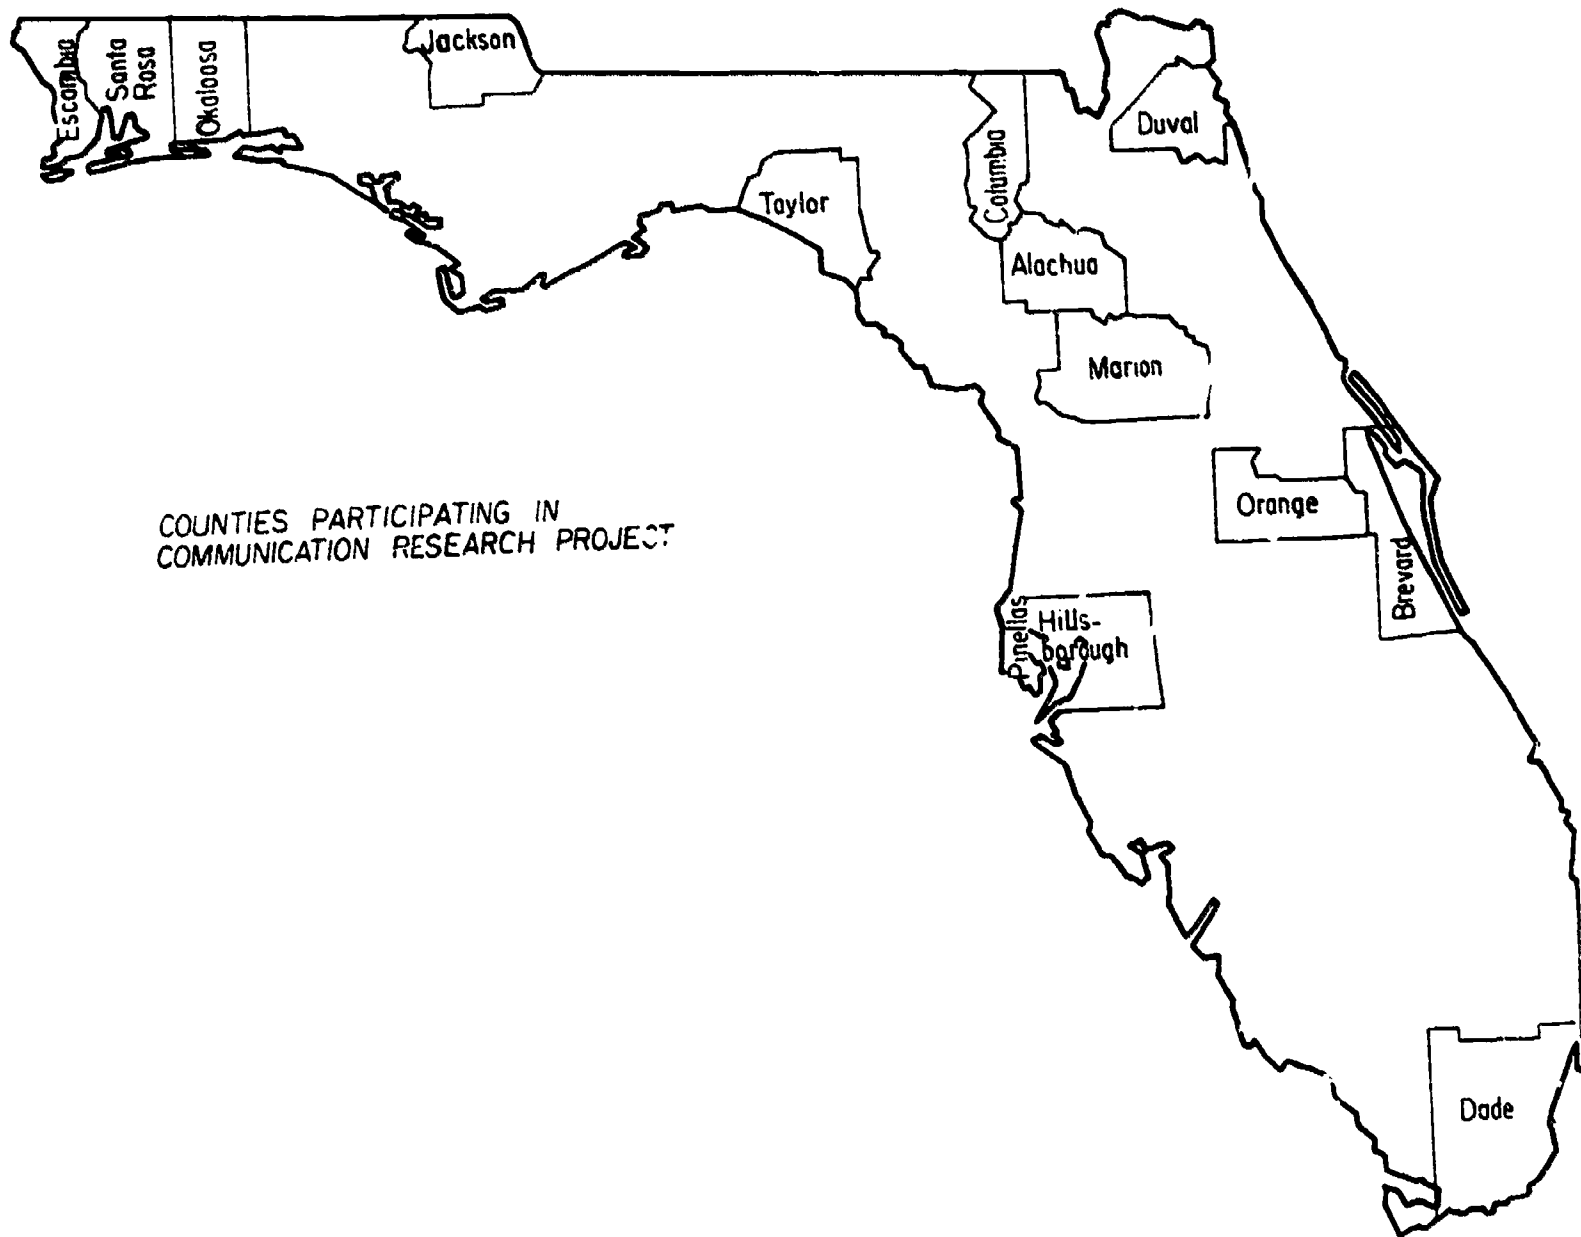 Escambia
Santa
Rosa
Okaloosa
Jackson
Taylor
Columbia
Duval
Alachua
Marion
Orange
Brevard
Pinellas
Hills-
borough
Dade
COUNTIES PARTICIPATING IN
COMMUNICATION RESEARCH PROJECT